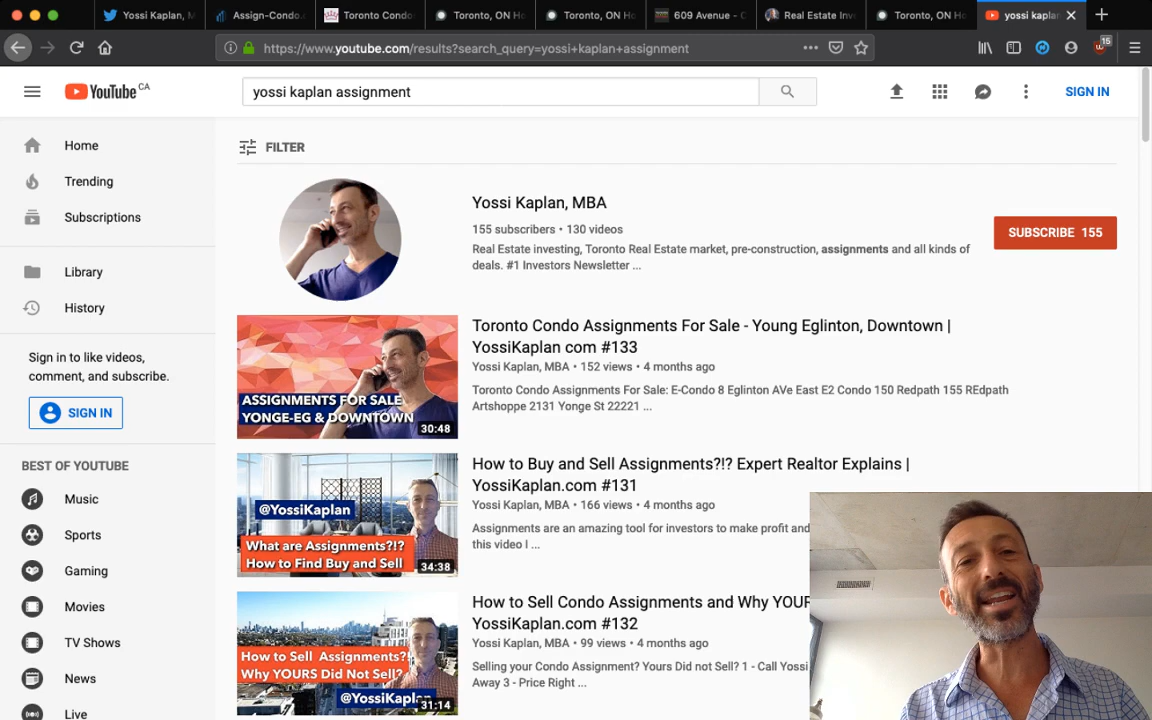 Yossi Kaplan, M
Assign-Condo.c
Toronto Condo
Toronto, ON Ho
Toronto, ON Ho
609 Avenue - C
Real Estate Inv
Toronto, ON Ho
yossi kaplan
https://www.youtube.com/results?search_query=yossi+kaplan+assignment
15
YouTube CA
yossi kaplan assignment
SIGN IN
Home
Trending
Subscriptions
Library
History
Sign in to like videos,
comment, and subscribe.
SIGN IN
BEST OF YOUTUBE
Music
Sports
Gaming
Movies
TV Shows
News
Live
FILTER
Yossi Kaplan, MBA
155 subscribers • 130 videos
Real Estate investing, Toronto Real Estate market, pre-construction, assignments and all kinds of
deals. #1 Investors Newsletter ...
SUBSCRIBE 155
ASSIGNMENTS FOR SALE
YONGE-EG & DOWNTOWN
30:48
Toronto Condo Assignments For Sale - Young Eglinton, Downtown |
YossiKaplan com #133
Yossi Kaplan, MBA • 152 views • 4 months ago
Toronto Condo Assignments For Sale: E-Condo 8 Eglinton AVe East E2 Condo 150 Redpath 155 REdpath
Artshoppe 2131 Yonge St 22221 ...
@YossiKaplan
What are Assignments?!?
How to Find Buy and Sell
34:38
How to Buy and Sell Assignments?!? Expert Realtor Explains |
YossiKaplan.com #131
Yossi Kaplan, MBA • 166 views • 4 months ago
Assignments are an amazing tool for investors to make profit and
this video I ...
How to Sell Assignments?!
Why YOURS Did Not Sell?
@YossiKaplan
31:14
How to Sell Condo Assignments and Why YOUR
YossiKaplan.com #132
Yossi Kaplan, MBA • 99 views • 4 months ago
Selling your Condo Assignment? Yours Did not Sell? 1 - Call Yossi
Away 3 - Price Right ...